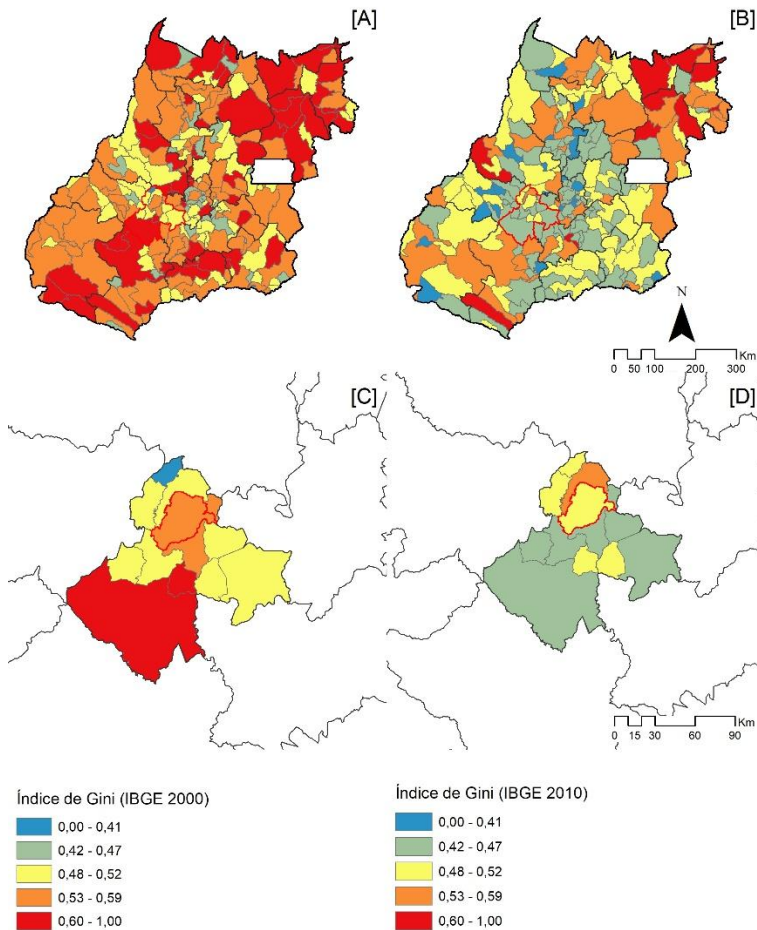 [A]
[B]
N
Km
0 50 100 200 300
[C]
[D]
Km
0 15 30 60 90
Índice de Gini (IBGE 2000)
0,00 - 0,41
0,42 - 0,47
0,48 - 0,52
0,53 - 0,59
0,60 - 1,00
Índice de Gini (IBGE 2010)
0,00 - 0,41
0,42 - 0,47
0,48 - 0,52
0,53 - 0,59
0,60 - 1,00